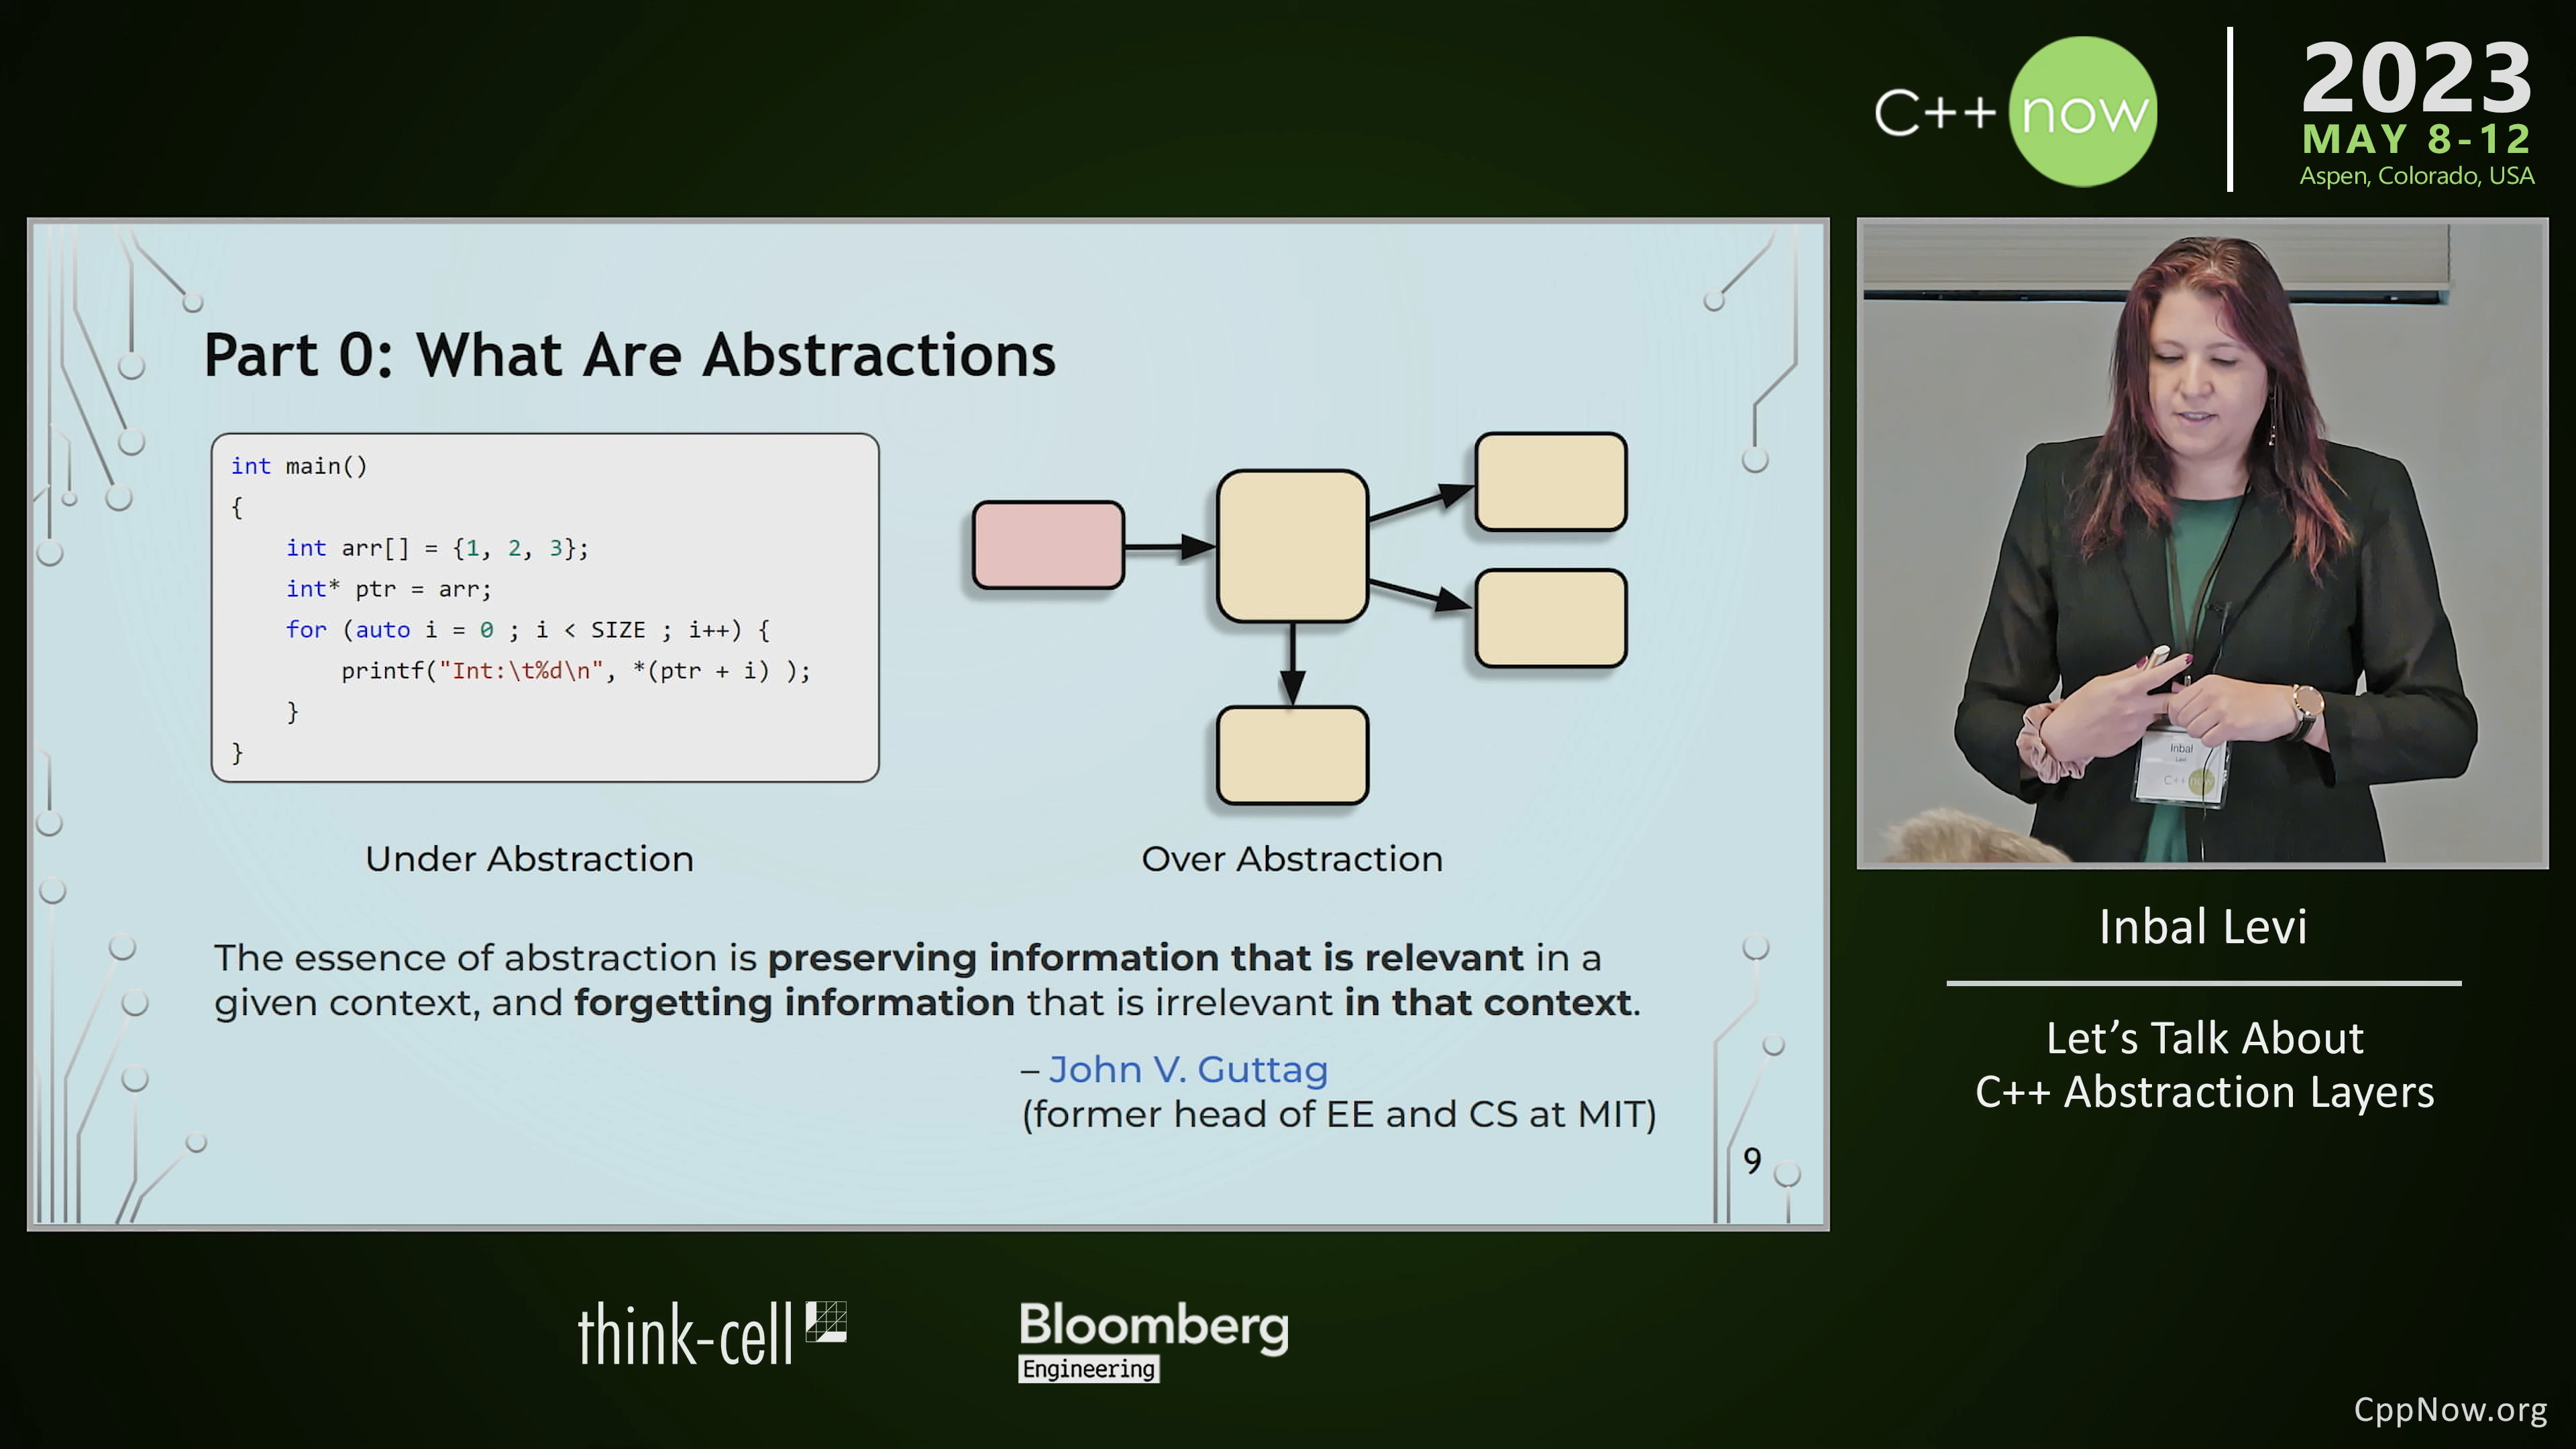 C++ now
2023
MAY 8-12
Aspen, Colorado, USA
Part 0: What Are Abstractions
int main()
{
    int arr[] = {1, 2, 3};
    int* ptr = arr;
    for (auto i = 0 ; i < SIZE ; i++) {
        printf("Int:\t%d\n", *(ptr + i) );
    }
}
Under Abstraction
Over Abstraction
The essence of abstraction is preserving information that is relevant in a
given context, and forgetting information that is irrelevant in that context.
– John V. Guttag
(former head of EE and CS at MIT)
9
Inbal
Levi
C++ now
Inbal Levi
Let’s Talk About
C++ Abstraction Layers
think-cell
Bloomberg
Engineering
CppNow.org